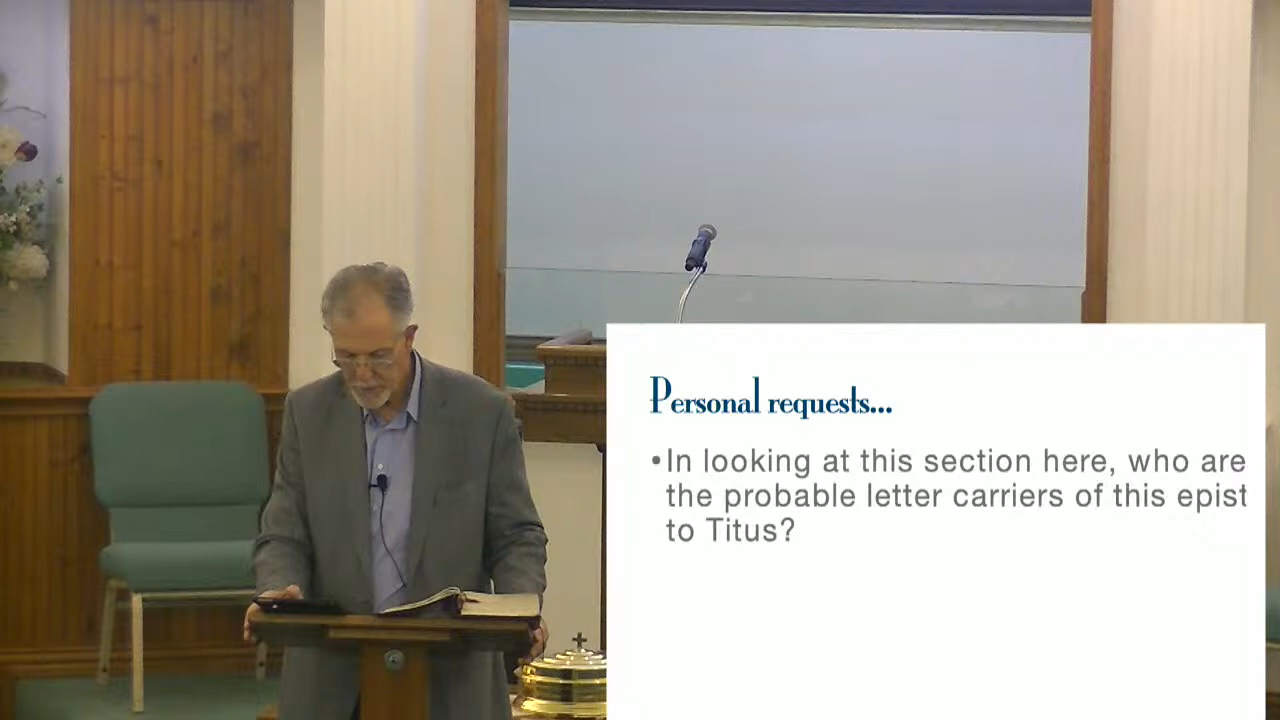 Personal requests...
•In looking at this section here, who are
the probable letter carriers of this epist
to Titus?